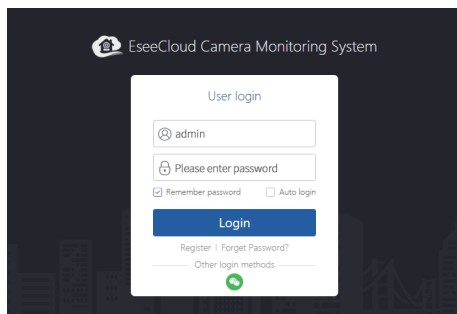 EseeCloud Camera Monitoring System
User login
admin
Please enter password
Remember password Auto login
Login
Register | Forget Password?
Other login methods